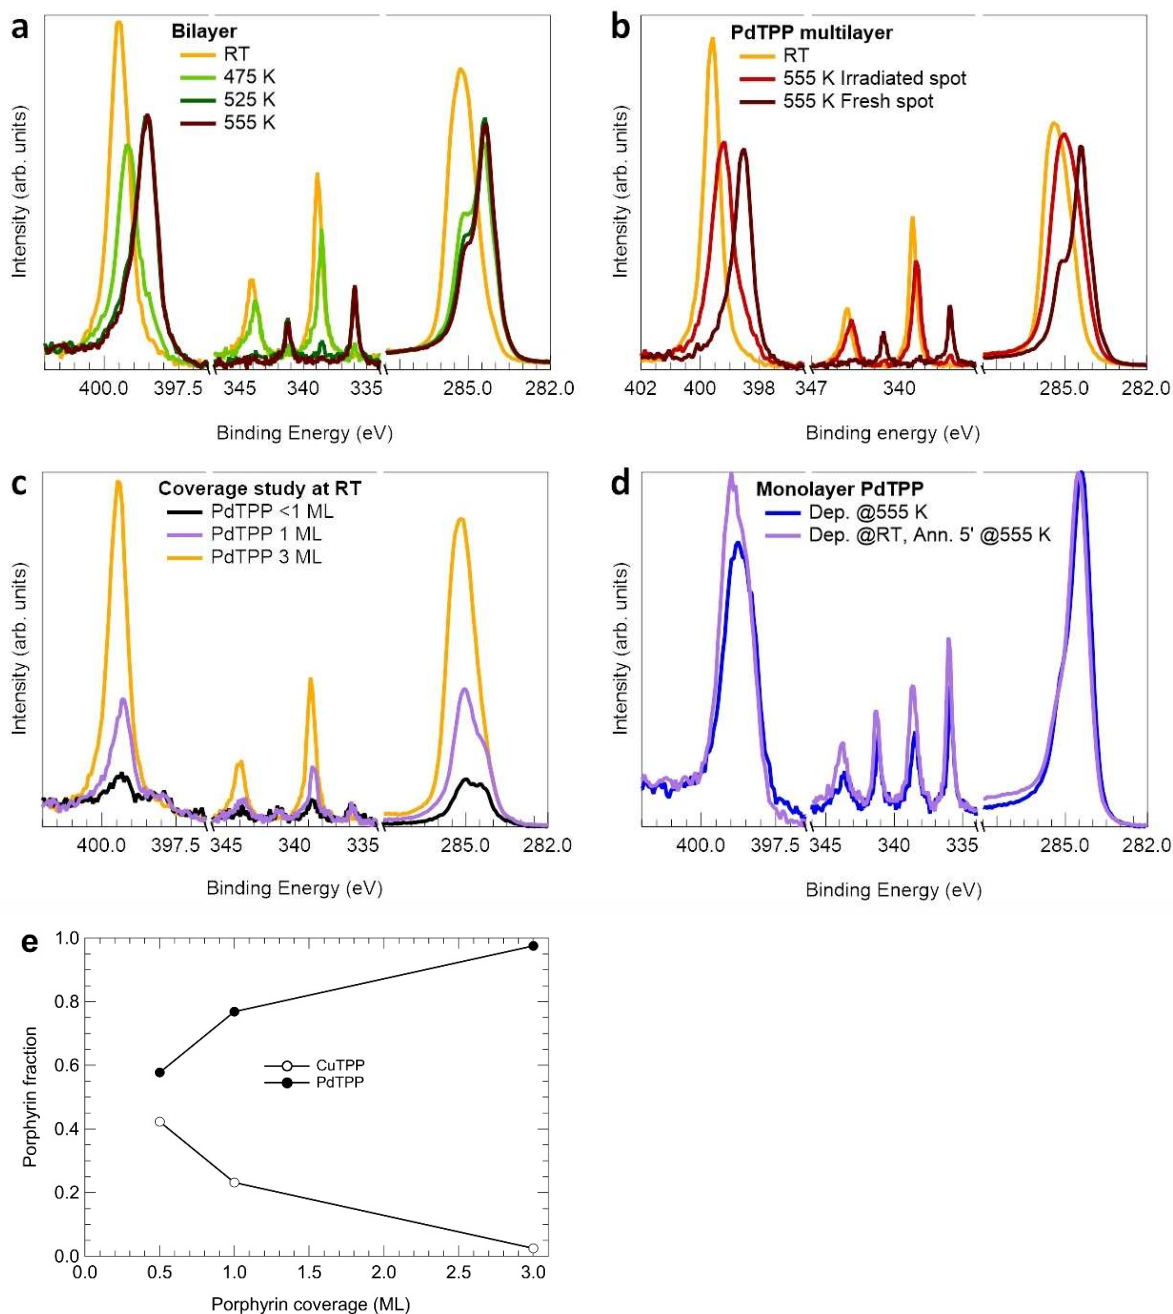 a
Bilayer
RT
475 K
525 K
555 K
Intensity (arb. units)
400.0 397.5 345 340 335 285.0 282.0
Binding Energy (eV)
b
PdTPP multilayer
RT
555 K Irradiated spot
555 K Fresh spot
Intensity (arb. units)
402 400 398 347 340 285.0 282.0
Binding energy (eV)
c
Coverage study at RT
PdTPP <1 ML
PdTPP 1 ML
PdTPP 3 ML
Intensity (arb. units)
400.0 397.5 345 340 335 285.0 282.0
Binding Energy (eV)
d
Monolayer PdTPP
Dep. @555 K
Dep. @RT, Ann. 5' @555 K
Intensity (arb. units)
400.0 397.5 345 340 335 285.0 282.0
Binding Energy (eV)
e
1.0
0.8
0.6
0.4
0.2
0.0
Porphyrin fraction
CuTPP
PdTPP
0.0 0.5 1.0 1.5 2.0 2.5 3.0
Porphyrin coverage (ML)